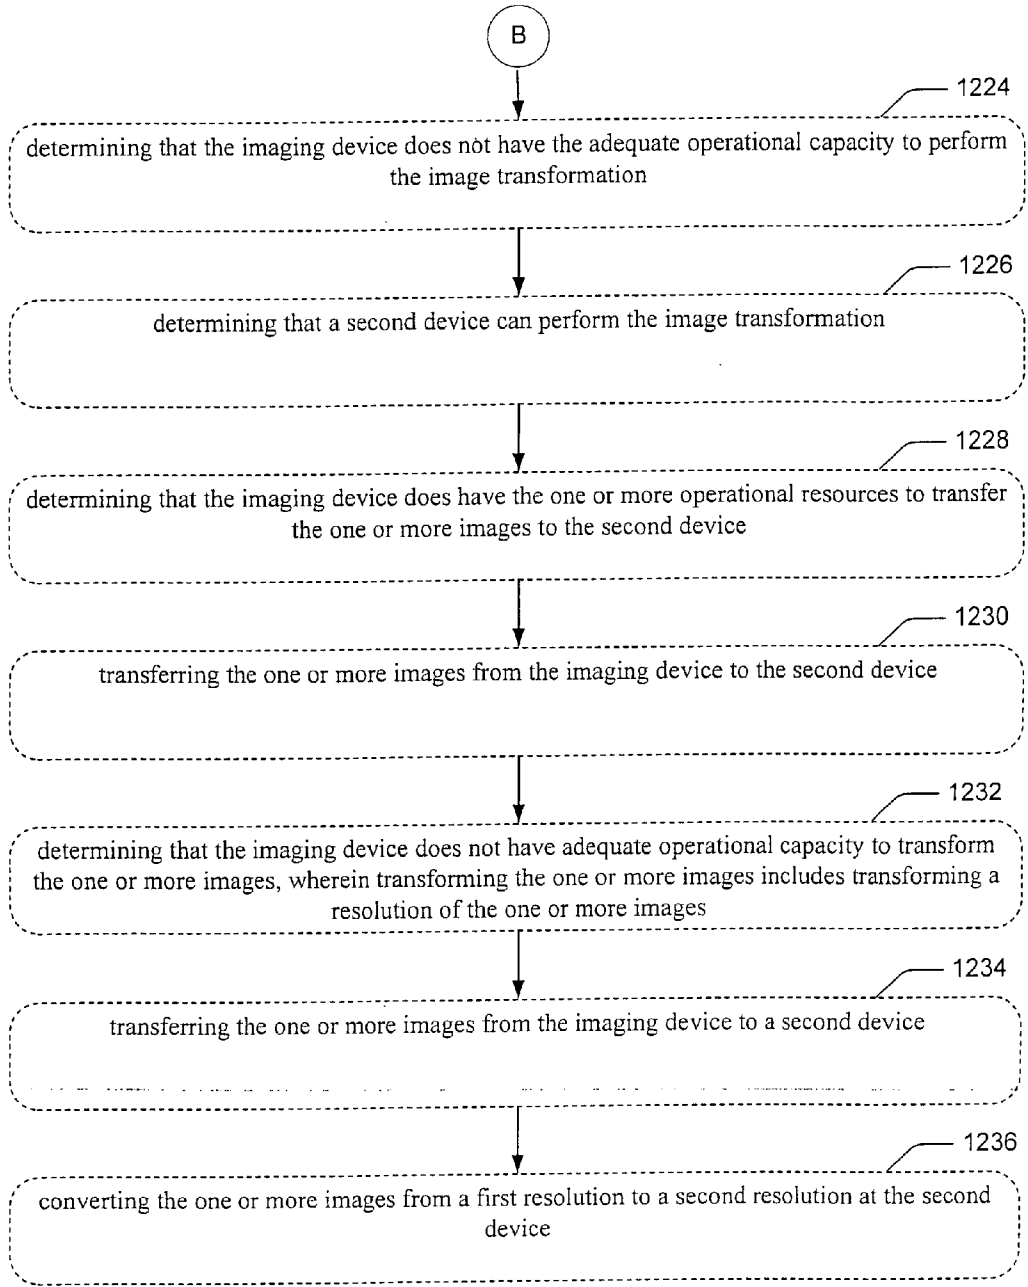 B
1224
determining that the imaging device does not have the adequate operational capacity to perform
the image transformation
1226
determining that a second device can perform the image transformation
1228
determining that the imaging device does have the one or more operational resources to transfer
the one or more images to the second device
1230
transferring the one or more images from the imaging device to the second device
1232
determining that the imaging device does not have adequate operational capacity to transform
the one or more images, wherein transforming the one or more images includes transforming a
resolution of the one or more images
1234
transferring the one or more images from the imaging device to a second device
1236
converting the one or more images from a first resolution to a second resolution at the second
device